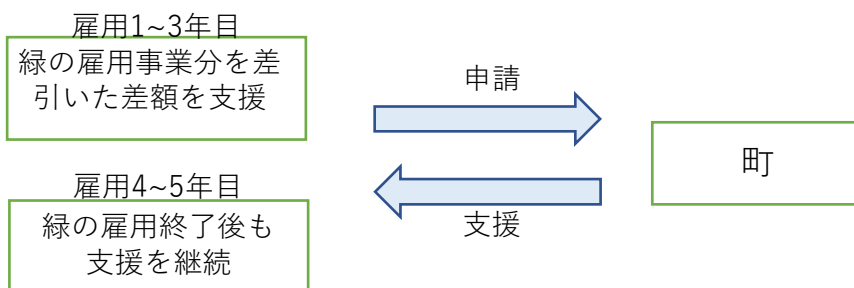 雇用1~3年目
緑の雇用事業分を差
引いた差額を支援
申請
町
雇用4~5年目
緑の雇用終了後も
支援を継続
支援